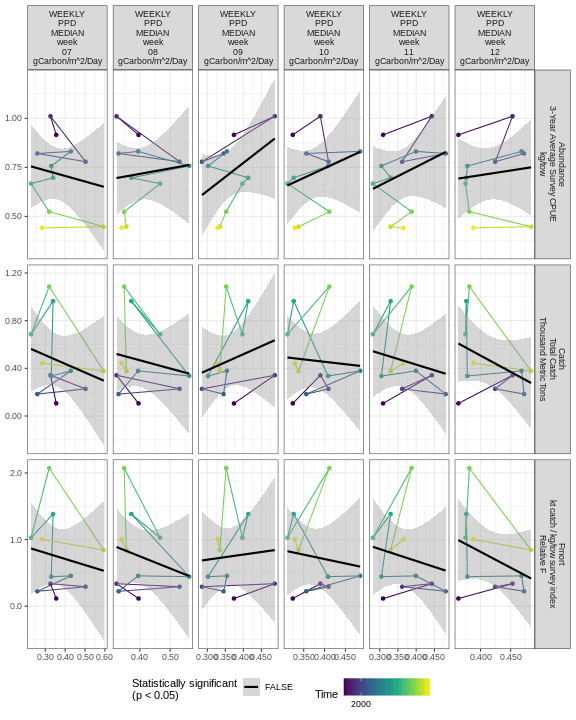 WEEKLY
PPD
MEDIAN
week
07
gCarbon/m^2/Day
WEEKLY
PPD
MEDIAN
week
08
gCarbon/m^2/Day
WEEKLY
PPD
MEDIAN
week
09
gCarbon/m^2/Day
WEEKLY
PPD
MEDIAN
week
10
gCarbon/m^2/Day
WEEKLY
PPD
MEDIAN
week
11
gCarbon/m^2/Day
WEEKLY
PPD
MEDIAN
week
12
gCarbon/m^2/Day
1.00
0.75
0.50
Abundance
3-Year Average Survey CPUE
kg/tow
1.20
0.80
0.40
0.00
Catch
Total Catch
Thousand Metric Tons
2.0
1.0
0.0
Fmort
kt catch / kg/tow survey index
Relative F
0.30 0.40 0.50 0.60
0.40 0.50
0.300 0.400 0.450
0.350 0.400 0.450
0.300 0.400 0.450
0.400 0.450
Statistically significant
(p < 0.05)
FALSE
Time
2000